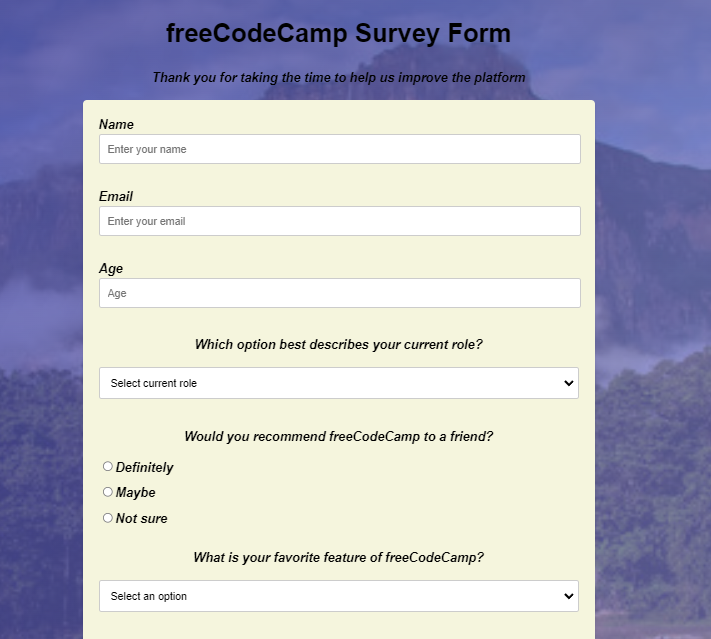 freeCodeCamp Survey Form
Thank you for taking the time to help us improve the platform
Name
Enter your name
Email
Enter your email
Age
Age
Which option best describes your current role?
Select current role
Would you recommend freeCodeCamp to a friend?
Definitely
Maybe
Not sure
What is your favorite feature of freeCodeCamp?
Select an option